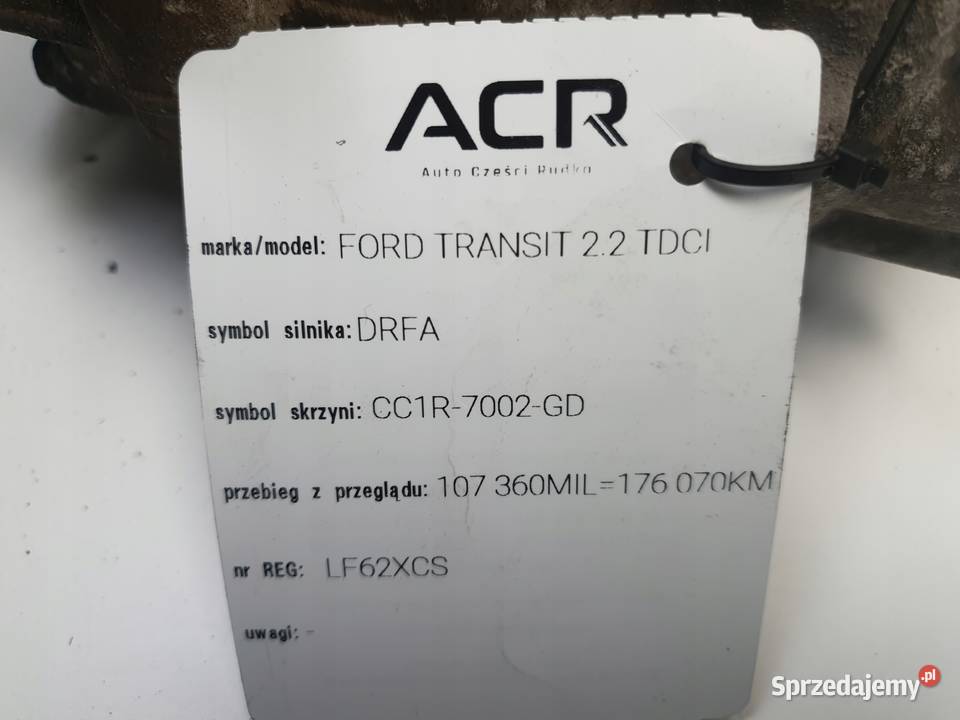 ACR
Auto Części Rudka
marka/model: FORD TRANSIT 2.2 TDCI
symbol silnika: DRFA
symbol skrzyni: CC1R-7002-GD
przebieg z przeglądu: 107 360MIL=176 070KM
nr REG: LF62XCS
uwagi: -
Sprzedajemy.pl